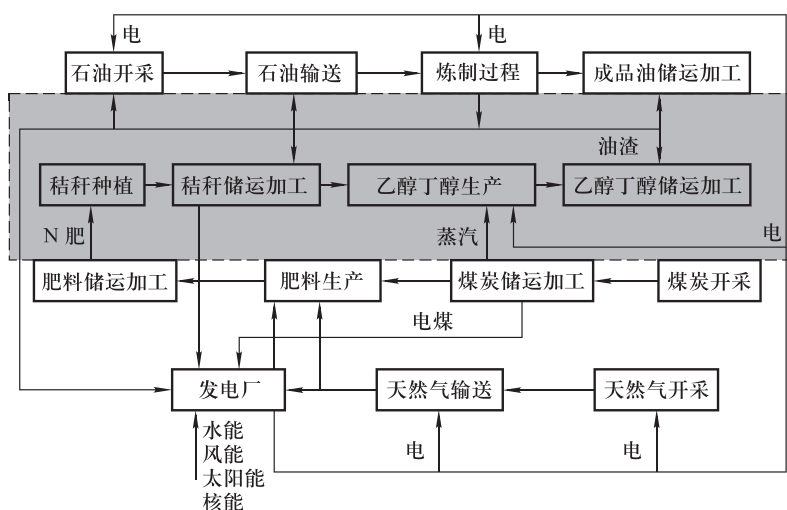 电
电
石油开采
石油输送
炼制过程
成品油储运加工
油渣
秸秆种植
秸秆储运加工
乙醇丁醇生产
乙醇丁醇储运加工
N 肥
蒸汽
电
肥料储运加工
肥料生产
煤炭储运加工
煤炭开采
电煤
发电厂
天然气输送
天然气开采
水能
风能
太阳能
核能
电
电